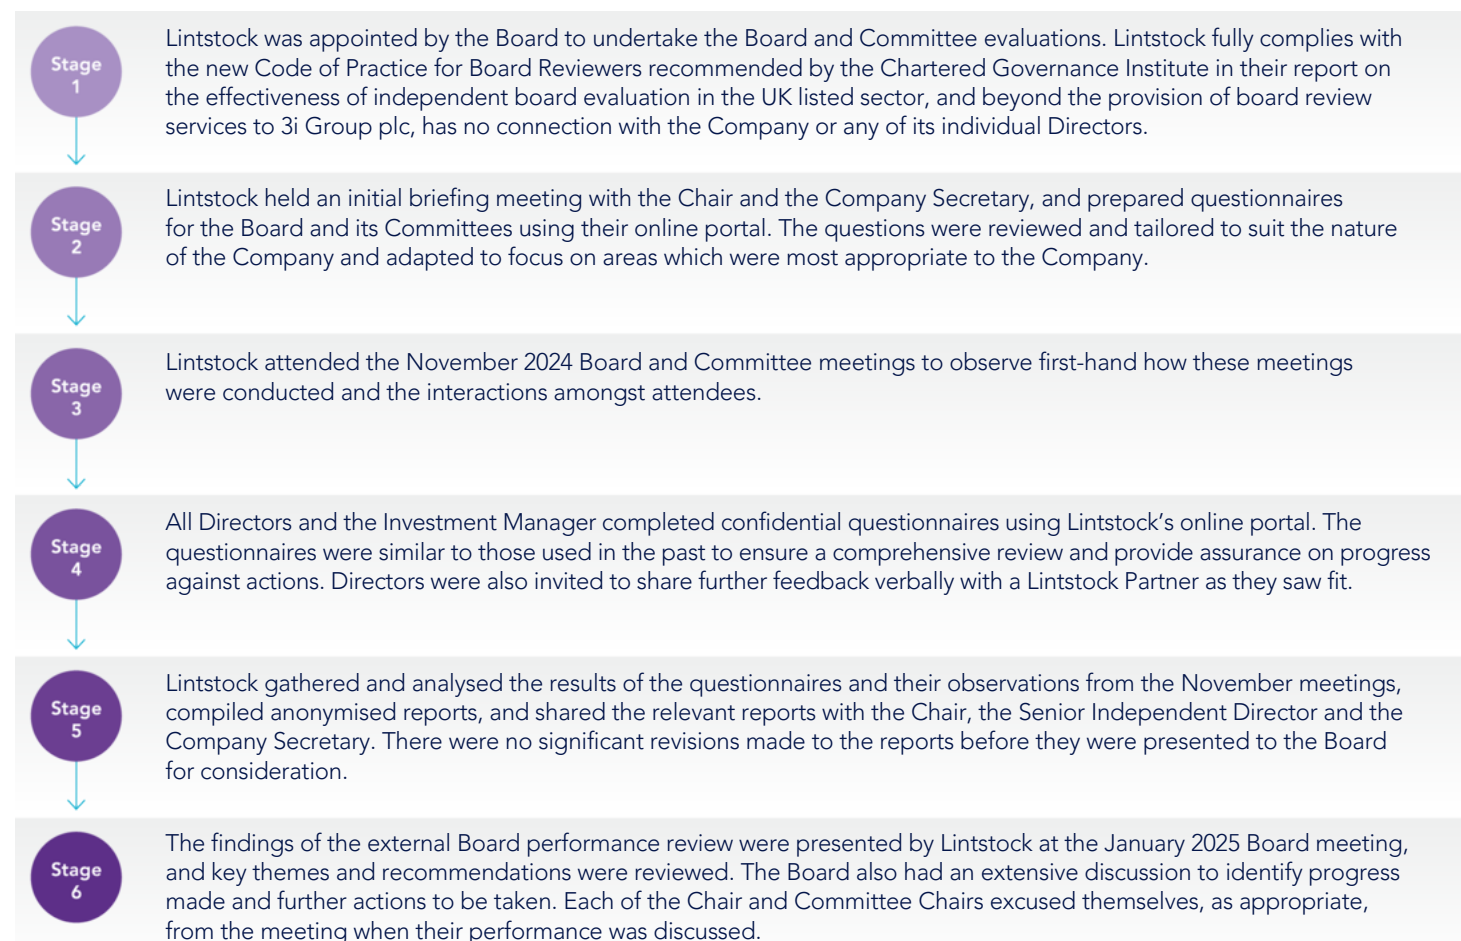 Stage
1
Lintstock was appointed by the Board to undertake the Board and Committee evaluations. Lintstock fully complies with
the new Code of Practice for Board Reviewers recommended by the Chartered Governance Institute in their report on
the effectiveness of independent board evaluation in the UK listed sector, and beyond the provision of board review
services to 3i Group plc, has no connection with the Company or any of its individual Directors.
Stage
2
Lintstock held an initial briefing meeting with the Chair and the Company Secretary, and prepared questionnaires
for the Board and its Committees using their online portal. The questions were reviewed and tailored to suit the nature
of the Company and adapted to focus on areas which were most appropriate to the Company.
Stage
3
Lintstock attended the November 2024 Board and Committee meetings to observe first-hand how these meetings
were conducted and the interactions amongst attendees.
Stage
4
All Directors and the Investment Manager completed confidential questionnaires using Lintstock's online portal. The
questionnaires were similar to those used in the past to ensure a comprehensive review and provide assurance on progress
against actions. Directors were also invited to share further feedback verbally with a Lintstock Partner as they saw fit.
Stage
5
Lintstock gathered and analysed the results of the questionnaires and their observations from the November meetings,
compiled anonymised reports, and shared the relevant reports with the Chair, the Senior Independent Director and the
Company Secretary. There were no significant revisions made to the reports before they were presented to the Board
for consideration.
Stage
6
The findings of the external Board performance review were presented by Lintstock at the January 2025 Board meeting,
and key themes and recommendations were reviewed. The Board also had an extensive discussion to identify progress
made and further actions to be taken. Each of the Chair and Committee Chairs excused themselves, as appropriate,
from the meeting when their performance was discussed.